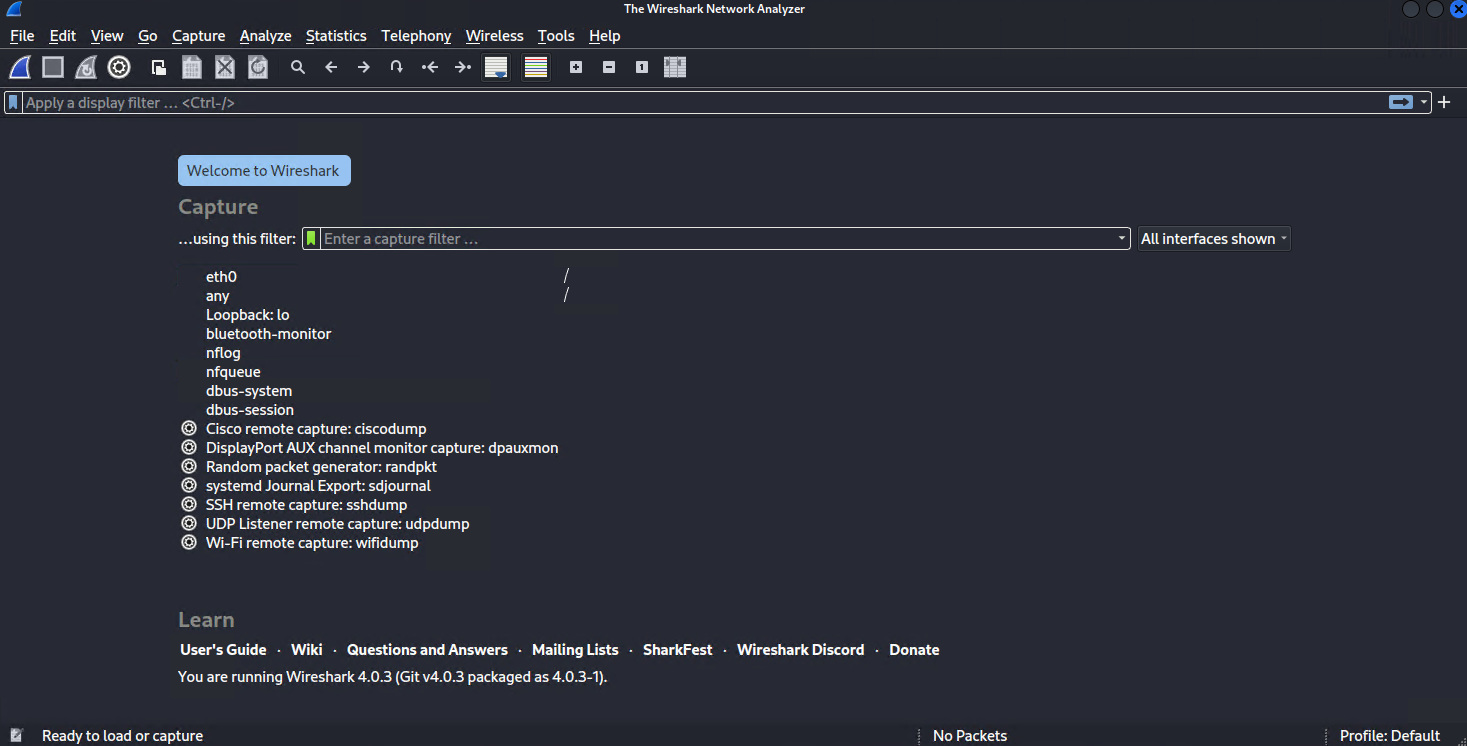 The Wireshark Network Analyzer
File Edit View Go Capture Analyze Statistics Telephony Wireless Tools Help
1
Apply a display filter … <Ctrl-/>
Welcome to Wireshark
Capture
…using this filter: Enter a capture filter … All interfaces shown
eth0
any
Loopback: lo
bluetooth-monitor
nflog
nfqueue
dbus-system
dbus-session
Cisco remote capture: ciscodump
DisplayPort AUX channel monitor capture: dpauxmon
Random packet generator: randpkt
systemd Journal Export: sdjournal
SSH remote capture: sshdump
UDP Listener remote capture: udpdump
Wi-Fi remote capture: wifidump
Learn
User's Guide · Wiki · Questions and Answers · Mailing Lists · SharkFest · Wireshark Discord · Donate
You are running Wireshark 4.0.3 (Git v4.0.3 packaged as 4.0.3-1).
Ready to load or capture No Packets Profile: Default